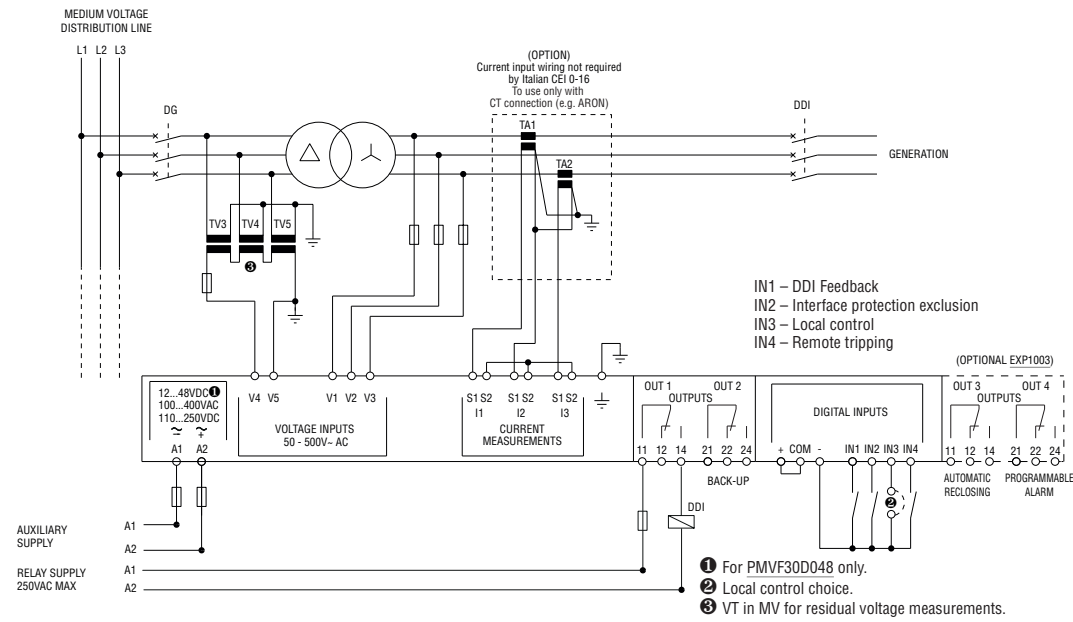 MEDIUM VOLTAGE
DISTRIBUTION LINE
L1 L2 L3
DG
(OPTION)
Current input wiring not required
by Italian CEI 0-16
To use only with
CT connection (e.g. ARON)
TA1
TA2
DDI
GENERATION
TV3 TV4 TV5
❸
IN1 – DDI Feedback
IN2 – Interface protection exclusion
IN3 – Local control
IN4 – Remote tripping
(OPTIONAL EXP1003)
12...48VDC❶
100...400VAC
110...250VDC
~ ~
– +
A1 A2
V4 V5 V1 V2 V3
VOLTAGE INPUTS
50 - 500V~ AC
S1 S2 S1 S2 S1 S2
I1 I2 I3
CURRENT
MEASUREMENTS
OUT 1 OUT 2
OUTPUTS
11 12 14 21 22 24
BACK-UP
DIGITAL INPUTS
+ COM - IN1 IN2 IN3 IN4
❷
OUT 3 OUT 4
OUTPUTS
11 12 14 21 22 24
AUTOMATIC
RECLOSING
PROGRAMMABLE
ALARM
DDI
AUXILIARY
SUPPLY
A1
A2
RELAY SUPPLY
250VAC MAX
A1
A2
❶ For PMVF30D048 only.
❷ Local control choice.
❸ VT in MV for residual voltage measurements.